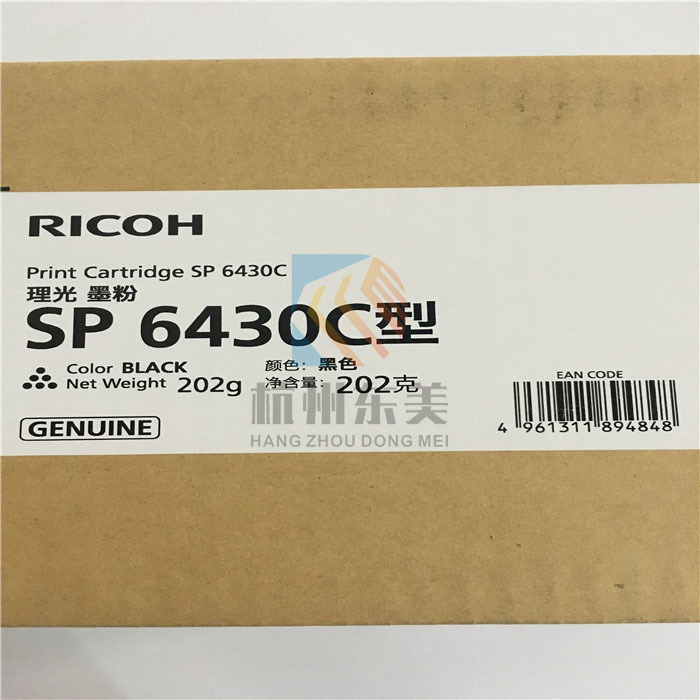 RICOH
Print Cartridge SP 6430C
理光 墨粉
SP 6430C型
Color BLACK 颜色：黑色
Net Weight 202g 净含量：202克
GENUINE
EAN CODE
4 961311 894848
杭州东美
HANG ZHOU DONG MEI